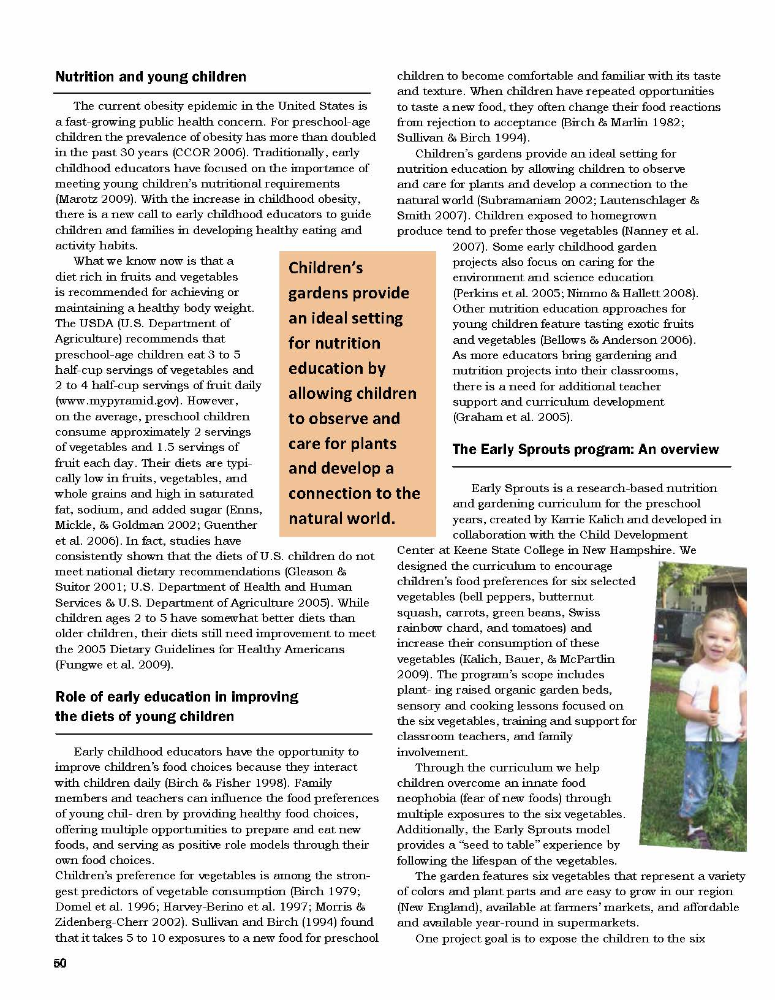 Nutrition and young children
The current obesity epidemic in the United States is
a fast-growing public health concern. For preschool-age
children the prevalence of obesity has more than doubled
in the past 30 years (CCOR 2006). Traditionally, early
childhood educators have focused on the importance of
meeting young children's nutritional requirements
(Marotz 2009). With the increase in childhood obesity,
there is a new call to early childhood educators to guide
children and families in developing healthy eating and
activity habits.
What we know now is that a
diet rich in fruits and vegetables
is recommended for achieving or
maintaining a healthy body weight.
The USDA (U.S. Department of
Agriculture) recommends that
preschool-age children eat 3 to 5
half-cup servings of vegetables and
2 to 4 half-cup servings of fruit daily
(www.mypyramid.gov). However,
on the average, preschool children
consume approximately 2 servings
of vegetables and 1.5 servings of
fruit each day. Their diets are typi-
cally low in fruits, vegetables, and
whole grains and high in saturated
fat, sodium, and added sugar (Enns,
Mickle, & Goldman 2002; Guenther
et al. 2006). In fact, studies have
consistently shown that the diets of U.S. children do not
meet national dietary recommendations (Gleason &
Suitor 2001; U.S. Department of Health and Human
Services & U.S. Department of Agriculture 2005). While
children ages 2 to 5 have somewhat better diets than
older children, their diets still need improvement to meet
the 2005 Dietary Guidelines for Healthy Americans
(Fungwe et al. 2009).
Role of early education in improving
the diets of young children
Early childhood educators have the opportunity to
improve children's food choices because they interact
with children daily (Birch & Fisher 1998). Family
members and teachers can influence the food preferences
of young chil- dren by providing healthy food choices,
offering multiple opportunities to prepare and eat new
foods, and serving as positive role models through their
own food choices.
Children's preference for vegetables is among the stron-
gest predictors of vegetable consumption (Birch 1979;
Domel et al. 1996; Harvey-Berino et al. 1997; Morris &
Zidenberg-Cherr 2002). Sullivan and Birch (1994) found
that it takes 5 to 10 exposures to a new food for preschool
Children's
gardens provide
an ideal setting
for nutrition
education by
allowing children
to observe and
care for plants
and develop a
connection to the
natural world.
children to become comfortable and familiar with its taste
and texture. When children have repeated opportunities
to taste a new food, they often change their food reactions
from rejection to acceptance (Birch & Marlin 1982;
Sullivan & Birch 1994).
Children's gardens provide an ideal setting for
nutrition education by allowing children to observe
and care for plants and develop a connection to the
natural world (Subramaniam 2002; Lautenschlager &
Smith 2007). Children exposed to homegrown
produce tend to prefer those vegetables (Nanney et al.
2007). Some early childhood garden
projects also focus on caring for the
environment and science education
(Perkins et al. 2005; Nimmo & Hallett 2008).
Other nutrition education approaches for
young children feature tasting exotic fruits
and vegetables (Bellows & Anderson 2006).
As more educators bring gardening and
nutrition projects into their classrooms,
there is a need for additional teacher
support and curriculum development
(Graham et al. 2005).
The Early Sprouts program: An overview
Early Sprouts is a research-based nutrition
and gardening curriculum for the preschool
years, created by Karrie Kalich and developed in
collaboration with the Child Development
Center at Keene State College in New Hampshire. We
designed the curriculum to encourage
children's food preferences for six selected
vegetables (bell peppers, butternut
squash, carrots, green beans, Swiss
rainbow chard, and tomatoes) and
increase their consumption of these
vegetables (Kalich, Bauer, & McPartlin
2009). The program's scope includes
plant- ing raised organic garden beds,
sensory and cooking lessons focused on
the six vegetables, training and support for
classroom teachers, and family
involvement.
Through the curriculum we help
children overcome an innate food
neophobia (fear of new foods) through
multiple exposures to the six vegetables.
Additionally, the Early Sprouts model
provides a “seed to table” experience by
following the lifespan of the vegetables.
The garden features six vegetables that represent a variety
of colors and plant parts and are easy to grow in our region
(New England), available at farmers' markets, and affordable
and available year-round in supermarkets.
One project goal is to expose the children to the six
50